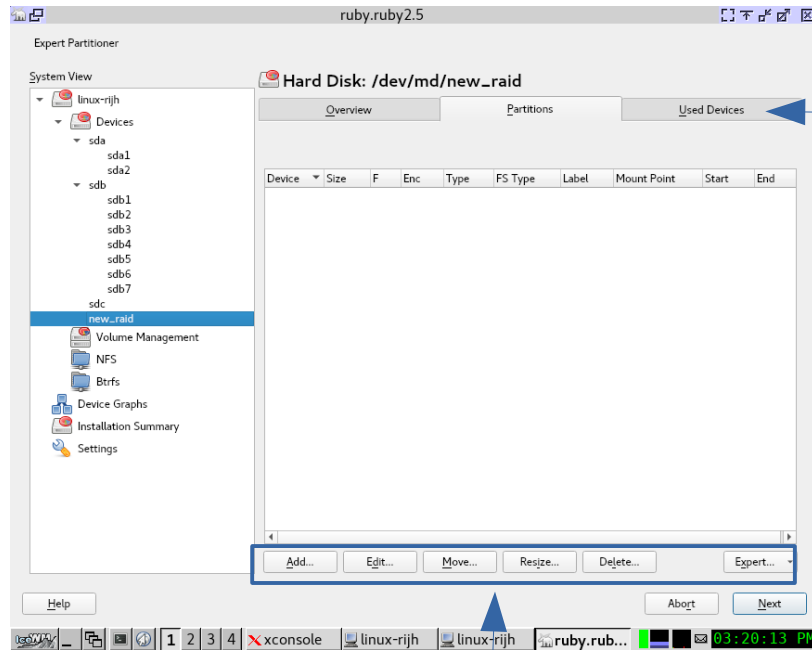 ruby.ruby2.5
Expert Partitioner
System View
linux-rijh
Devices
sda
sda1
sda2
sdb
sdb1
sdb2
sdb3
sdb4
sdb5
sdb6
sdb7
sdc
new_raid
Volume Management
NFS
Btrfs
Device Graphs
Installation Summary
Settings
Hard Disk: /dev/md/new_raid
Overview Partitions Used Devices
Device Size F Enc Type FS Type Label Mount Point Start End
Add... Edit... Move... Resize... Delete... Expert...
Help Abort Next
IceWM 1 2 3 4 xconsole linux-rijh linux-rijh ruby.rub... 03:20:13 PM